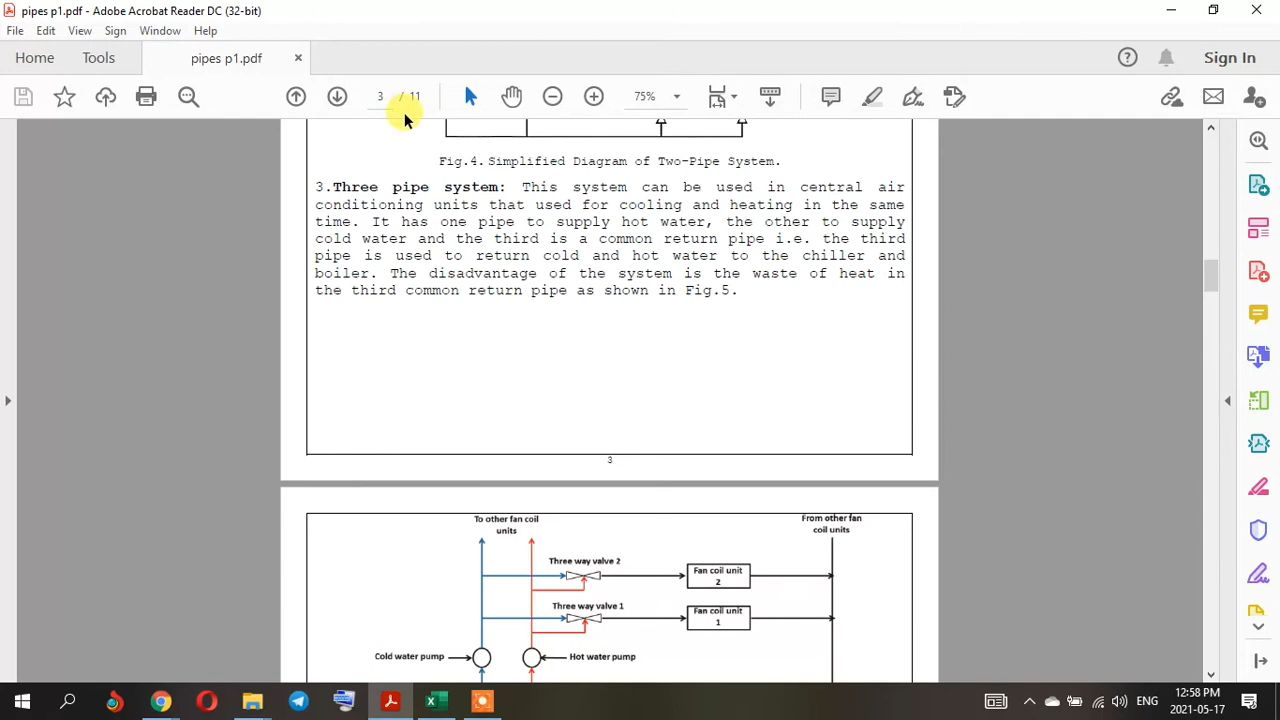 pipes p1.pdf - Adobe Acrobat Reader DC (32-bit)
File Edit View Sign Window Help
Home Tools pipes p1.pdf × Sign In
3 / 11 75%
Fig.4. Simplified Diagram of Two-Pipe System.
3.Three pipe system: This system can be used in central air
conditioning units that used for cooling and heating in the same
time. It has one pipe to supply hot water, the other to supply
cold water and the third is a common return pipe i.e. the third
pipe is used to return cold and hot water to the chiller and
boiler. The disadvantage of the system is the waste of heat in
the third common return pipe as shown in Fig.5.
3
To other fan coil
units
From other fan
coil units
Three way valve 2
Fan coil unit
2
Three way valve 1
Fan coil unit
1
Cold water pump
Hot water pump
ENG
12:58 PM
2021-05-17